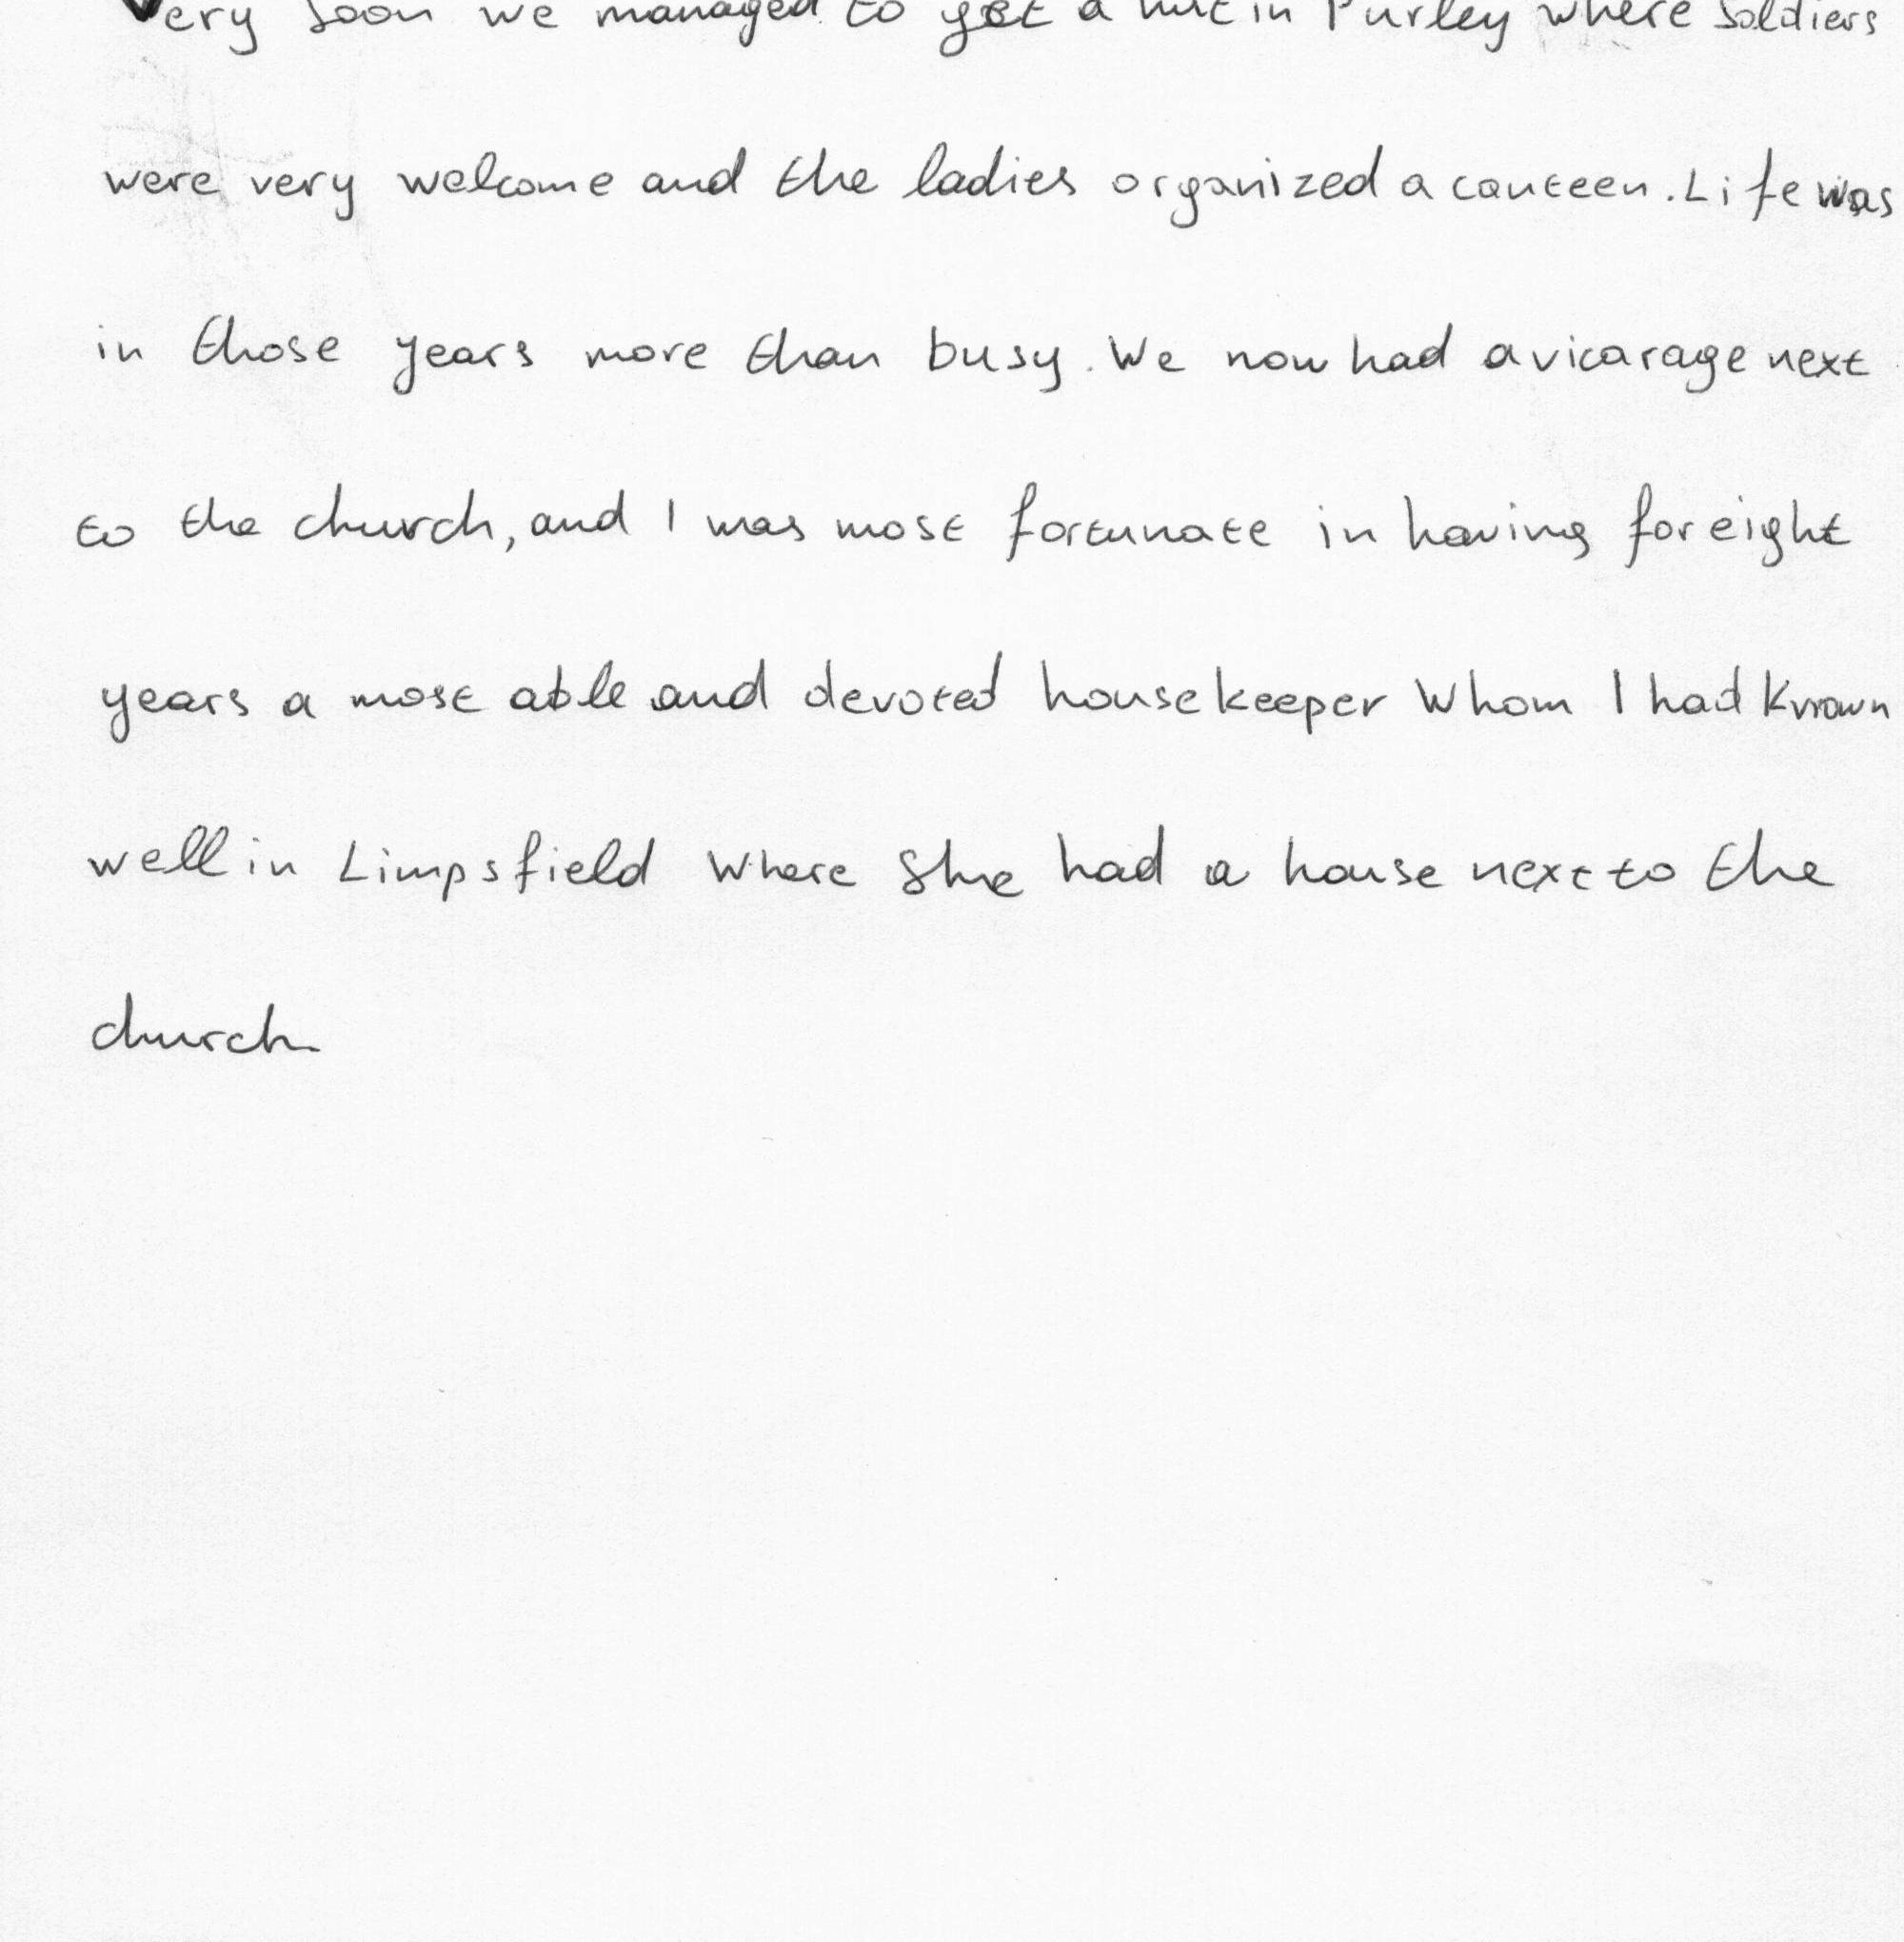 Very soon we managed to get a hut in Purley where soldiers
were very welcome and the ladies organized a canteen. Life was
in those years more than busy. We now had a vicarage next
to the church, and I was most fortunate in having for eight
years a most able and devoted housekeeper whom I had known
well in Limpsfield where she had a house next to the
church.